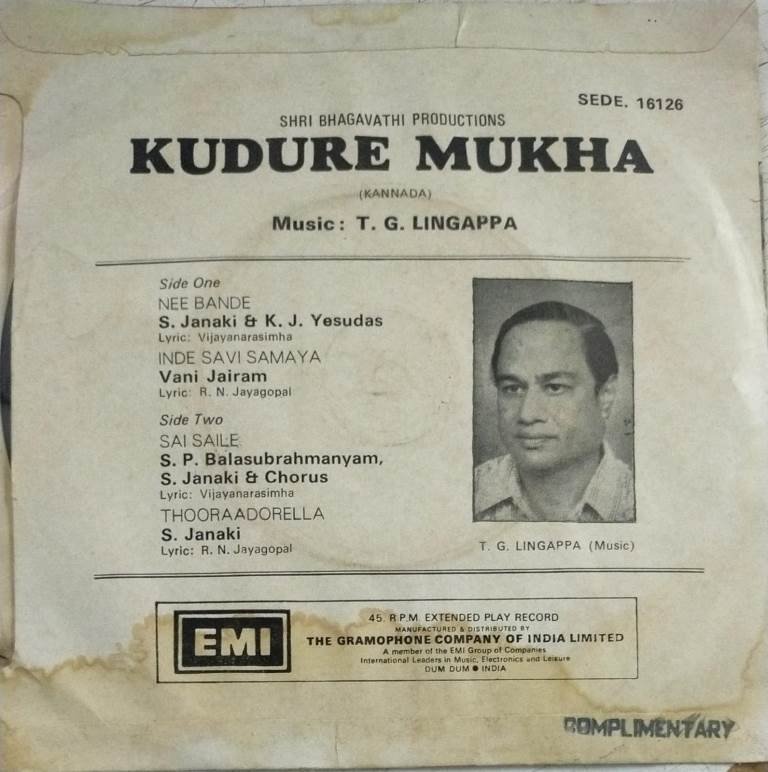 SEDE. 16126
SHRI BHAGAVATHI PRODUCTIONS
KUDURE MUKHA
(KANNADA)
Music: T. G. LINGAPPA
Side One
NEE BANDE
S. Janaki & K. J. Yesudas
Lyric: Vijayanarasimha
INDE SAVI SAMAYA
Vani Jairam
Lyric: R. N. Jayagopal
Side Two
SAI SAILE
S. P. Balasubrahmanyam,
S. Janaki & Chorus
Lyric: Vijayanarasimha
THOORAADORELLA
S. Janaki
Lyric: R. N. Jayagopal
T. G. LINGAPPA (Music)
EMI
45. R.P.M. EXTENDED PLAY RECORD
MANUFACTURED & DISTRIBUTED BY
THE GRAMOPHONE COMPANY OF INDIA LIMITED
A member of the EMI Group of Companies
International Leaders in Music, Electronics and Leisure
DUM DUM ● INDIA
COMPLIMENTARY